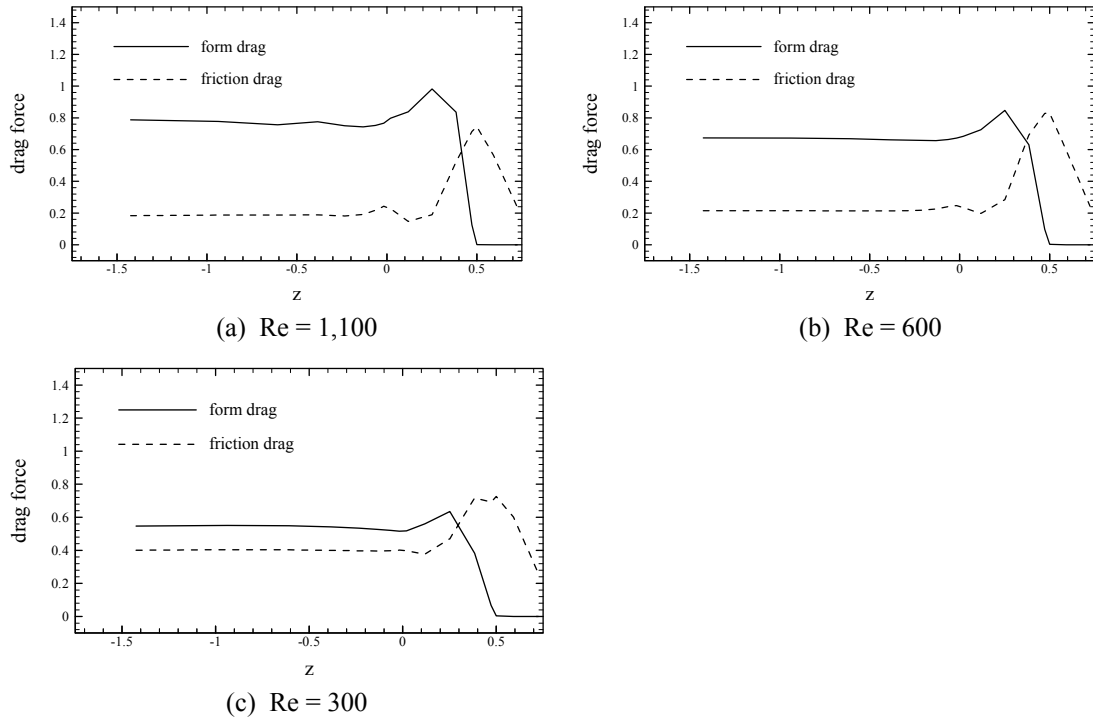 1.4
1.2
1
0.8
0.6
0.4
0.2
0
drag force
form drag
friction drag
-1.5 -1 -0.5 0 0.5
z
(a) Re = 1,100
1.4
1.2
1
0.8
0.6
0.4
0.2
0
drag force
form drag
friction drag
-1.5 -1 -0.5 0 0.5
z
(b) Re = 600
1.4
1.2
1
0.8
0.6
0.4
0.2
0
drag force
form drag
friction drag
-1.5 -1 -0.5 0 0.5
z
(c) Re = 300